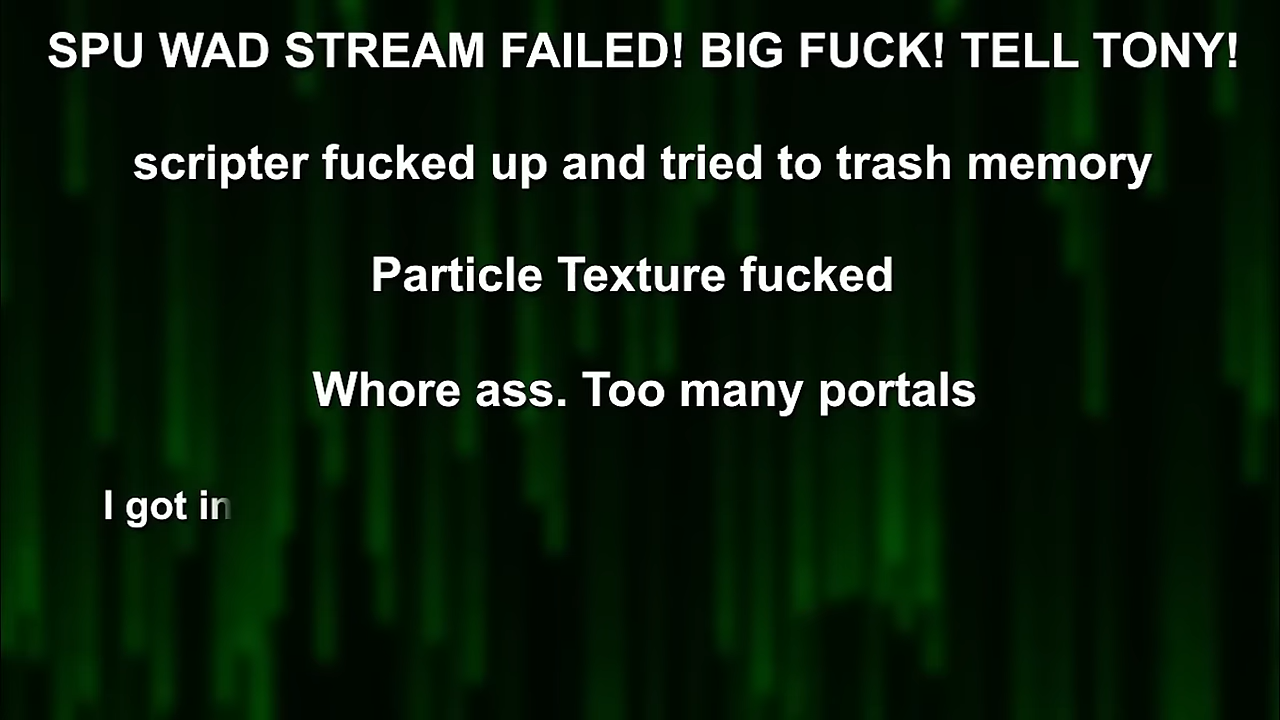 SPU WAD STREAM FAILED! BIG FUCK! TELL TONY!
scripter fucked up and tried to trash memory
Particle Texture fucked
Whore ass. Too many portals
I got in